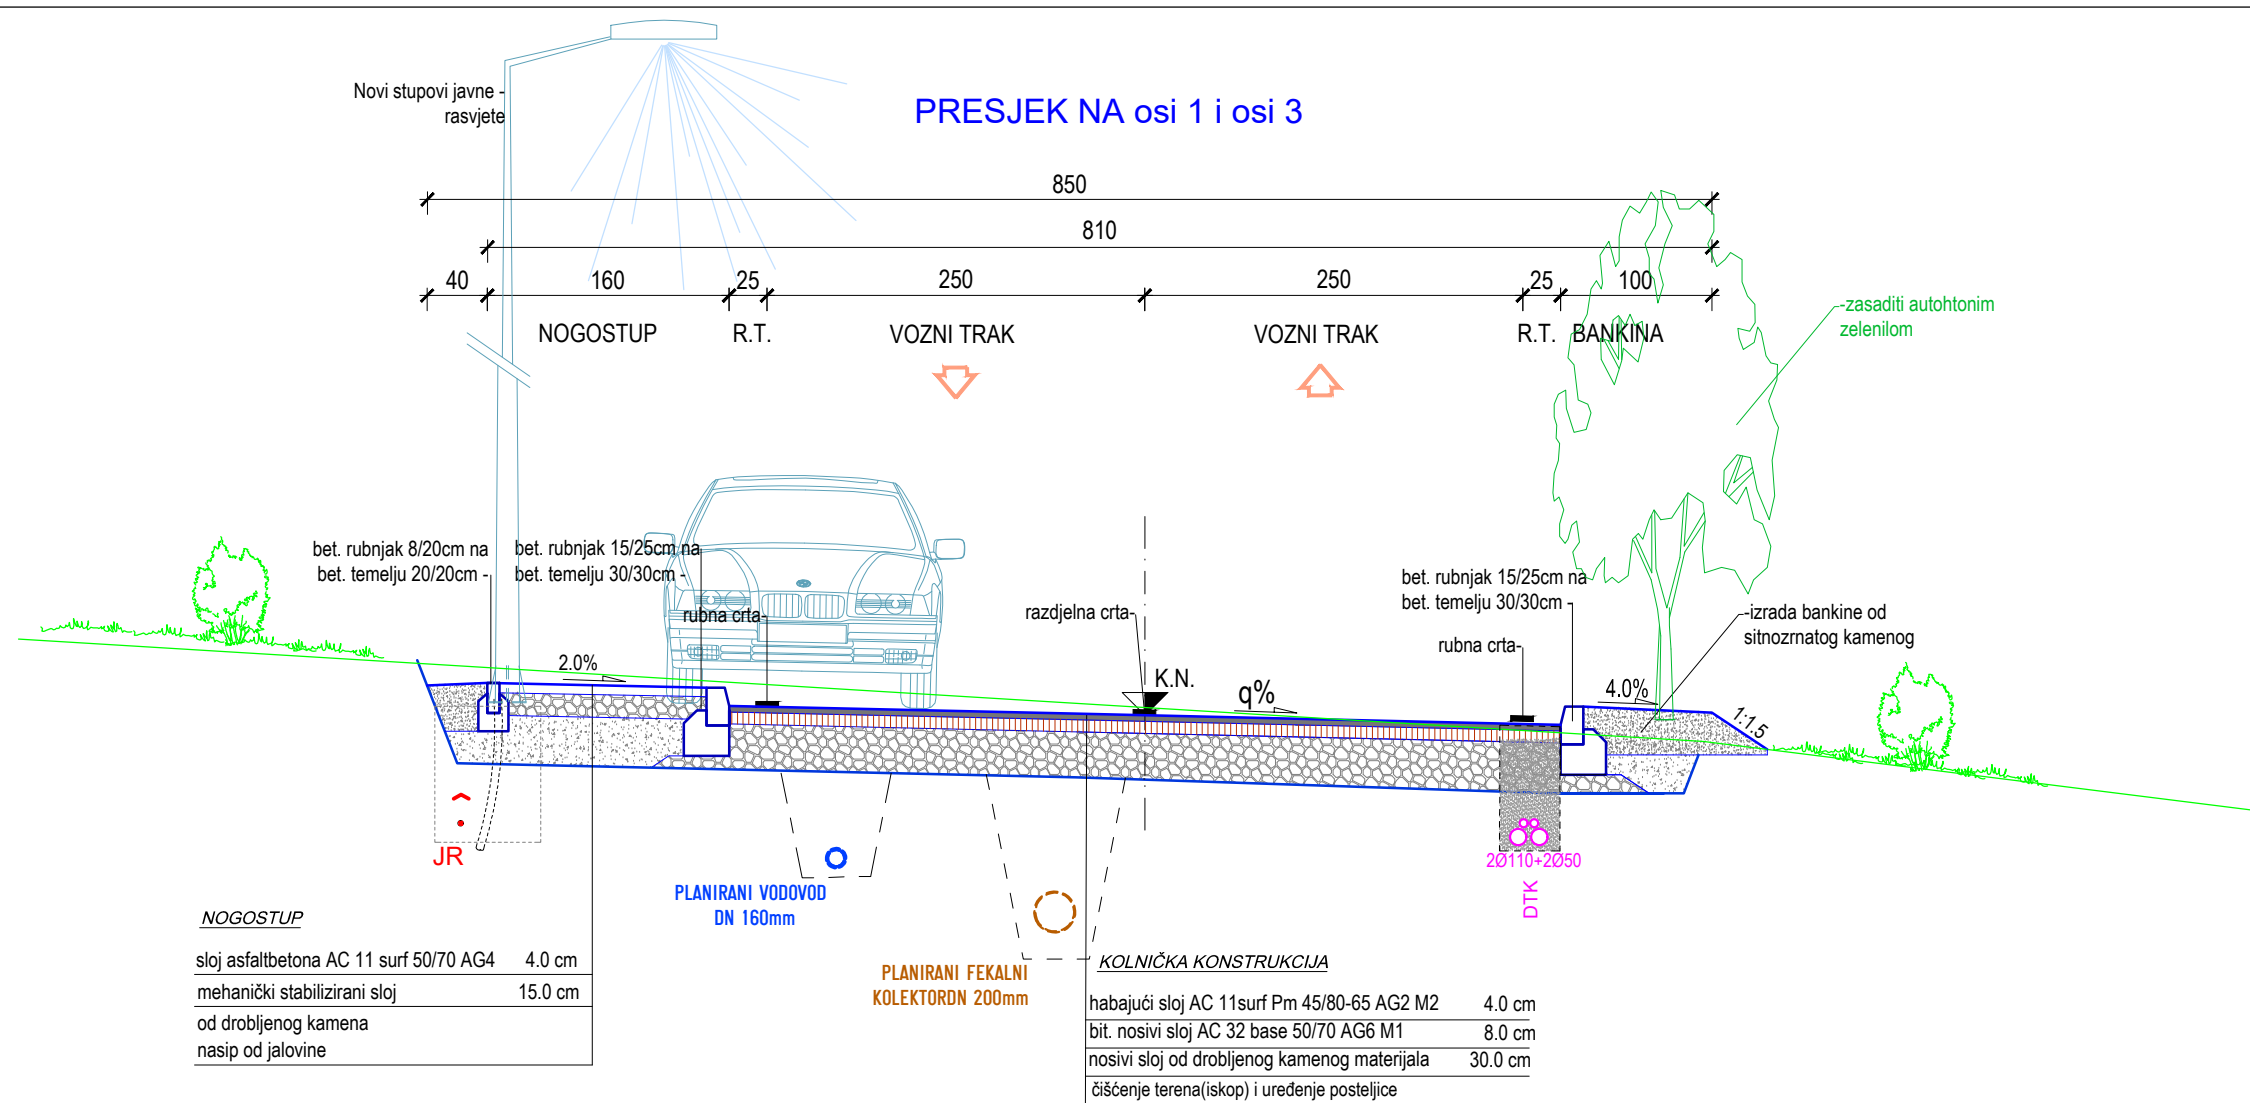 Novi stupovi javne -
rasvjete
PRESJEK NA osi 1 i osi 3
850
810
40 160 25 250 250 25 100
NOGOSTUP R.T. VOZNI TRAK VOZNI TRAK R.T. BANKINA
-zasaditi autohtonim
zelenilom
bet. rubnjak 8/20cm na
bet. temelju 20/20cm -
bet. rubnjak 15/25cm na
bet. temelju 30/30cm -
rubna crta-
razdjelna crta-
bet. rubnjak 15/25cm na
bet. temelju 30/30cm -
rubna crta-
-izrada bankine od
sitnozrnatog kamenog
2.0%
K.N.
q%
4.0%
1:1.5
JR
PLANIRANI VODOVOD
DN 160mm
PLANIRANI FEKALNI
KOLEKTORDN 200mm
2Ø110+2Ø50
DTK
NOGOSTUP
sloj asfaltbetona AC 11 surf 50/70 AG4 4.0 cm
mehanički stabilizirani sloj 15.0 cm
od drobljenog kamena
nasip od jalovine
KOLNIČKA KONSTRUKCIJA
habajući sloj AC 11surf Pm 45/80-65 AG2 M2 4.0 cm
bit. nosivi sloj AC 32 base 50/70 AG6 M1 8.0 cm
nosivi sloj od drobljenog kamenog materijala 30.0 cm
čišćenje terena(iskop) i uređenje posteljice